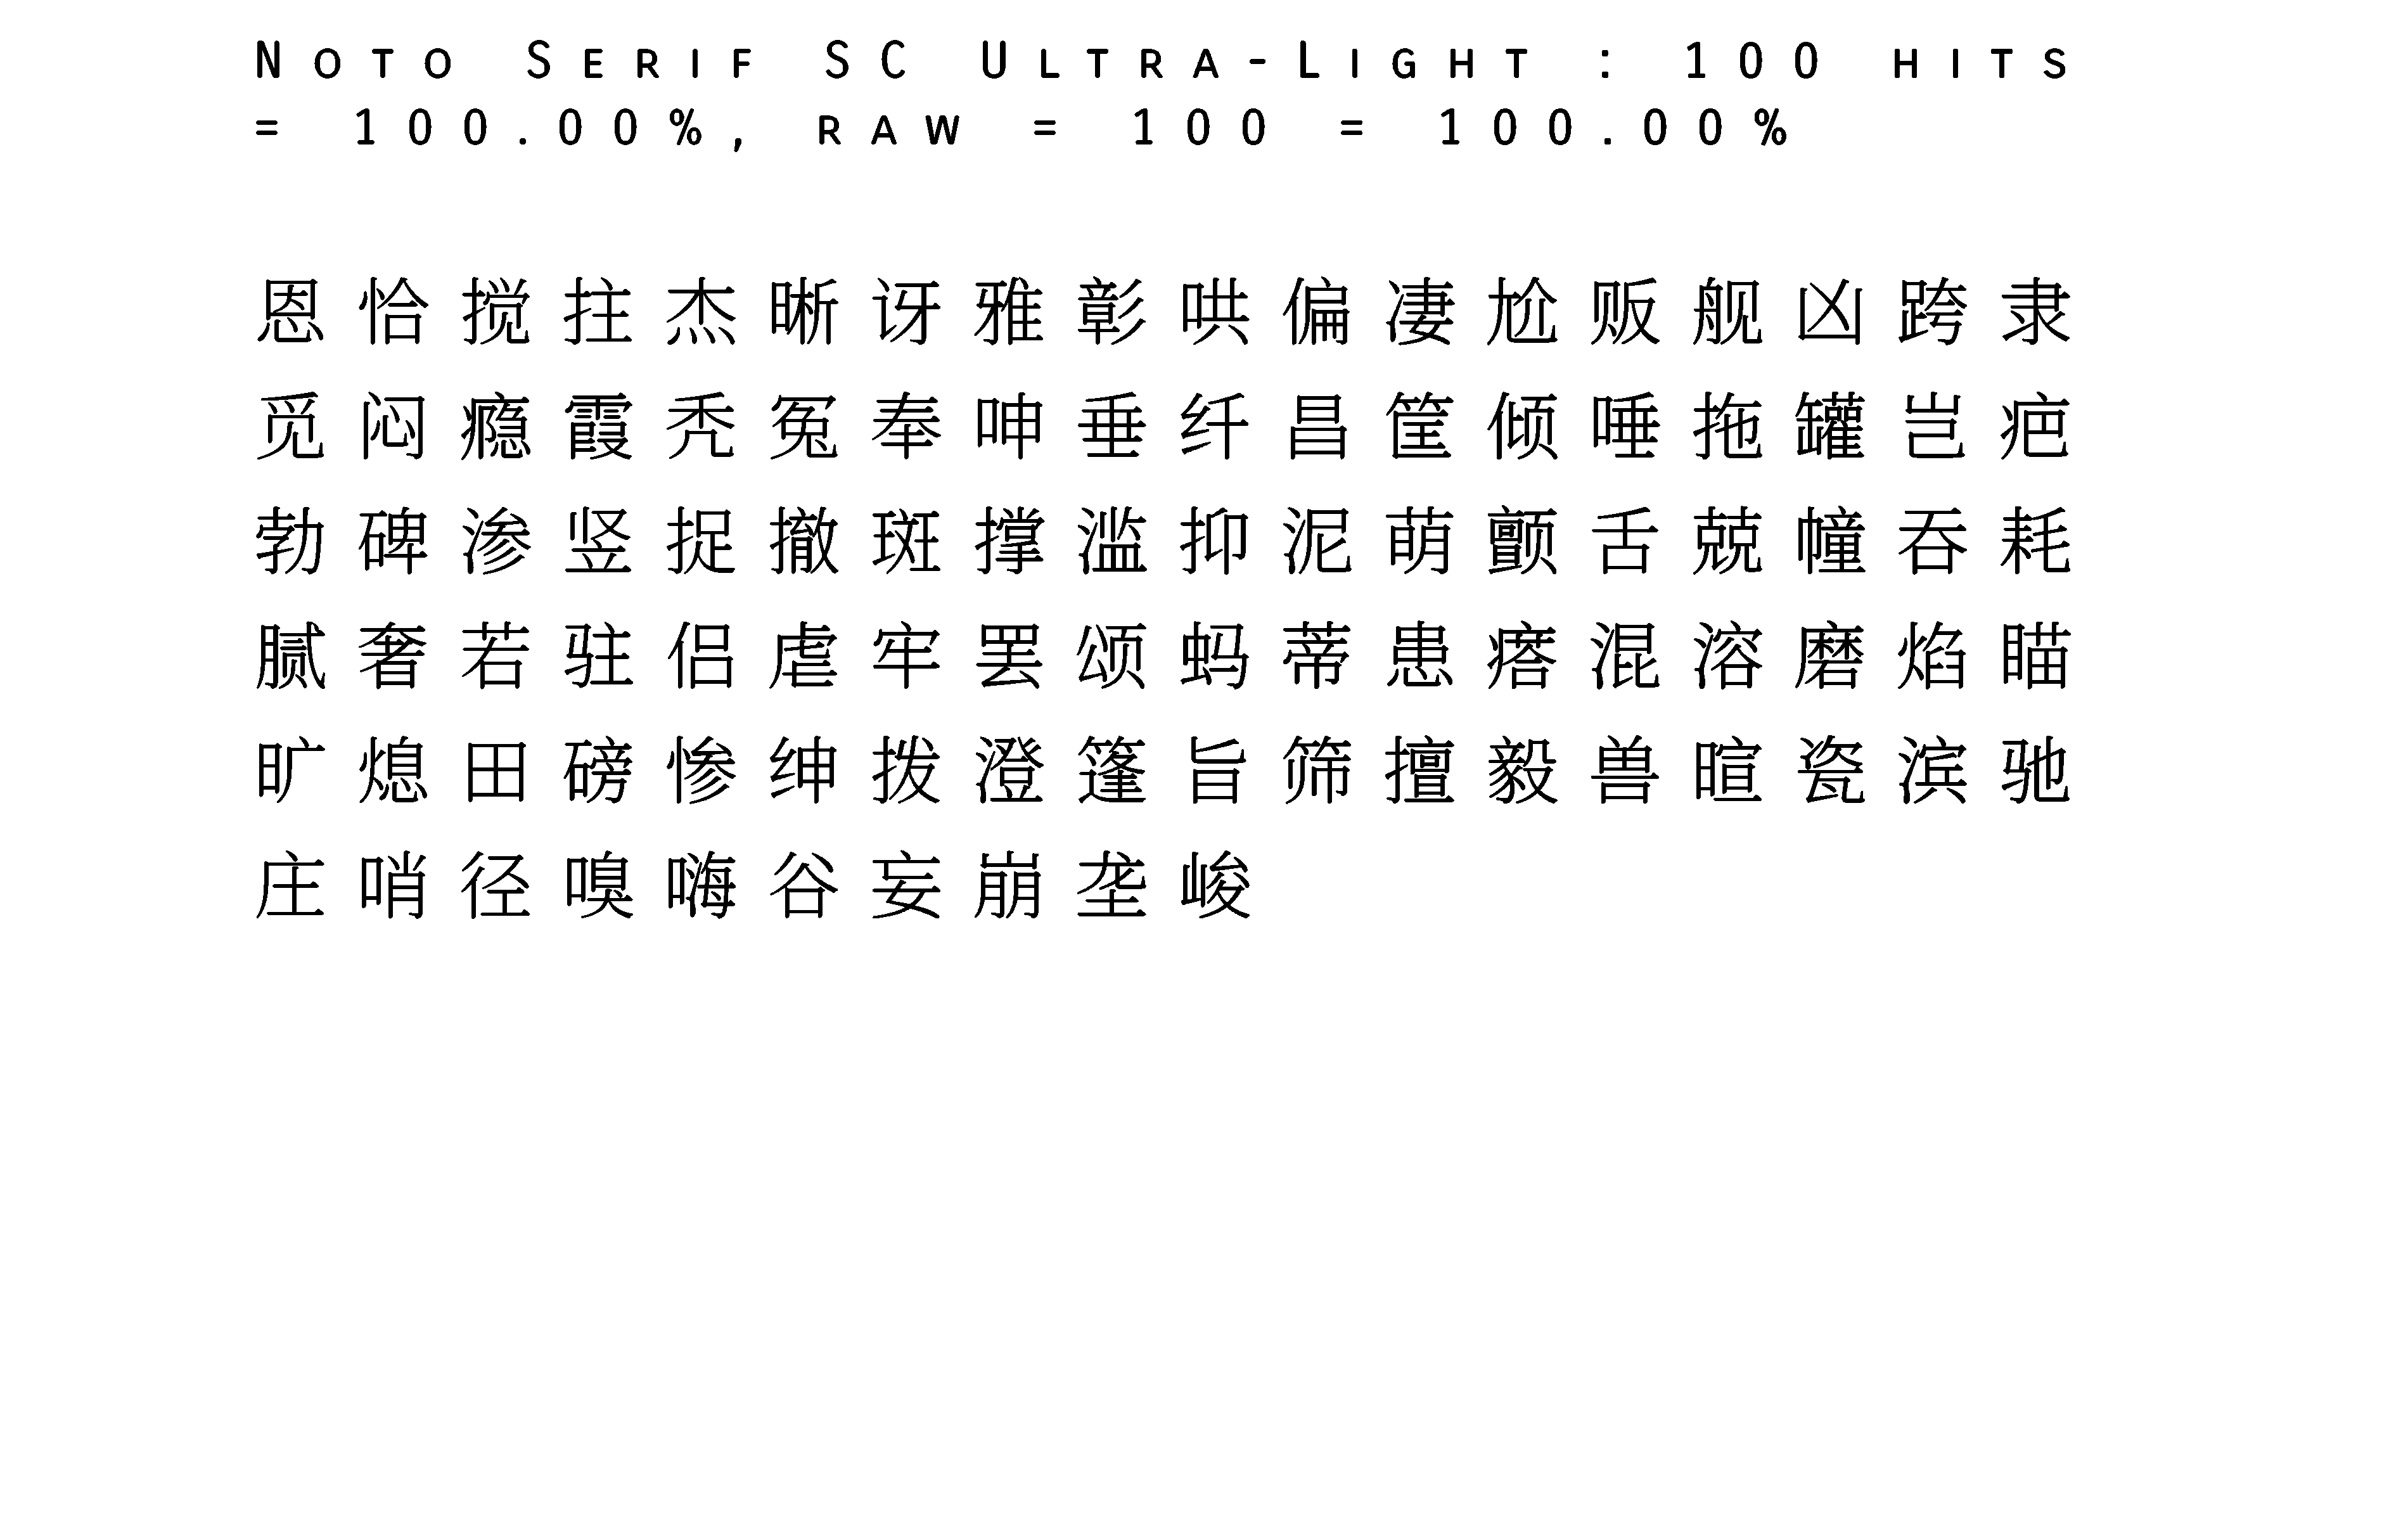 Noto Serif SC Ultra-Light : 100 hits
= 100.00%, raw = 100 = 100.00%
恩恰搅拄杰晰讶雅彰哄偏凄尬贩舰凶跨隶
觅闷瘾霞秃冤奉呻垂纤昌筐倾唾拖罐岂疤
勃碑渗竖捉撤斑撑滥抑泥萌颤舌兢幢吞耗
腻奢若驻侣虐牢罢颂蚂蒂患瘩混溶磨焰瞄
旷熄田磅惨绅拨澄篷旨筛擅毅兽暄瓷滨驰
庄哨径嗅嗨谷妄崩垄峻